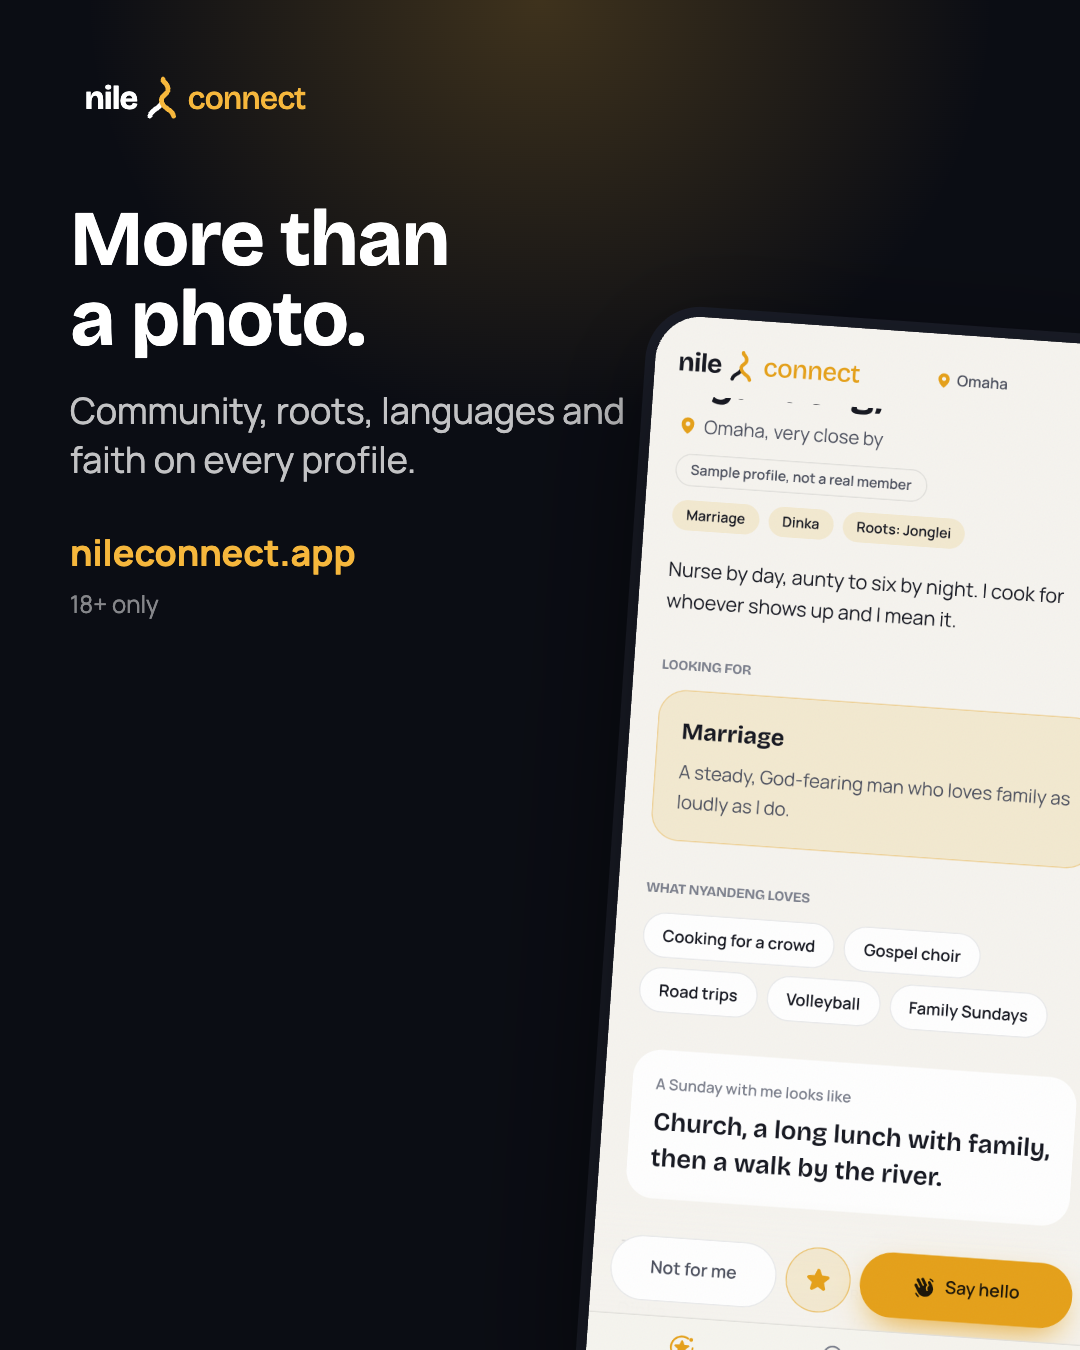 nile connect
More than
a photo.
Community, roots, languages and
faith on every profile.
nileconnect.app
18+ only
nile connect
Omaha
Omaha, very close by
Sample profile, not a real member
Marriage
Dinka
Roots: Jonglei
Nurse by day, aunty to six by night. I cook for
whoever shows up and I mean it.
LOOKING FOR
Marriage
A steady, God-fearing man who loves family as
loudly as I do.
WHAT NYANDENG LOVES
Cooking for a crowd
Gospel choir
Road trips
Volleyball
Family Sundays
A Sunday with me looks like
Church, a long lunch with family,
then a walk by the river.
Not for me
Say hello